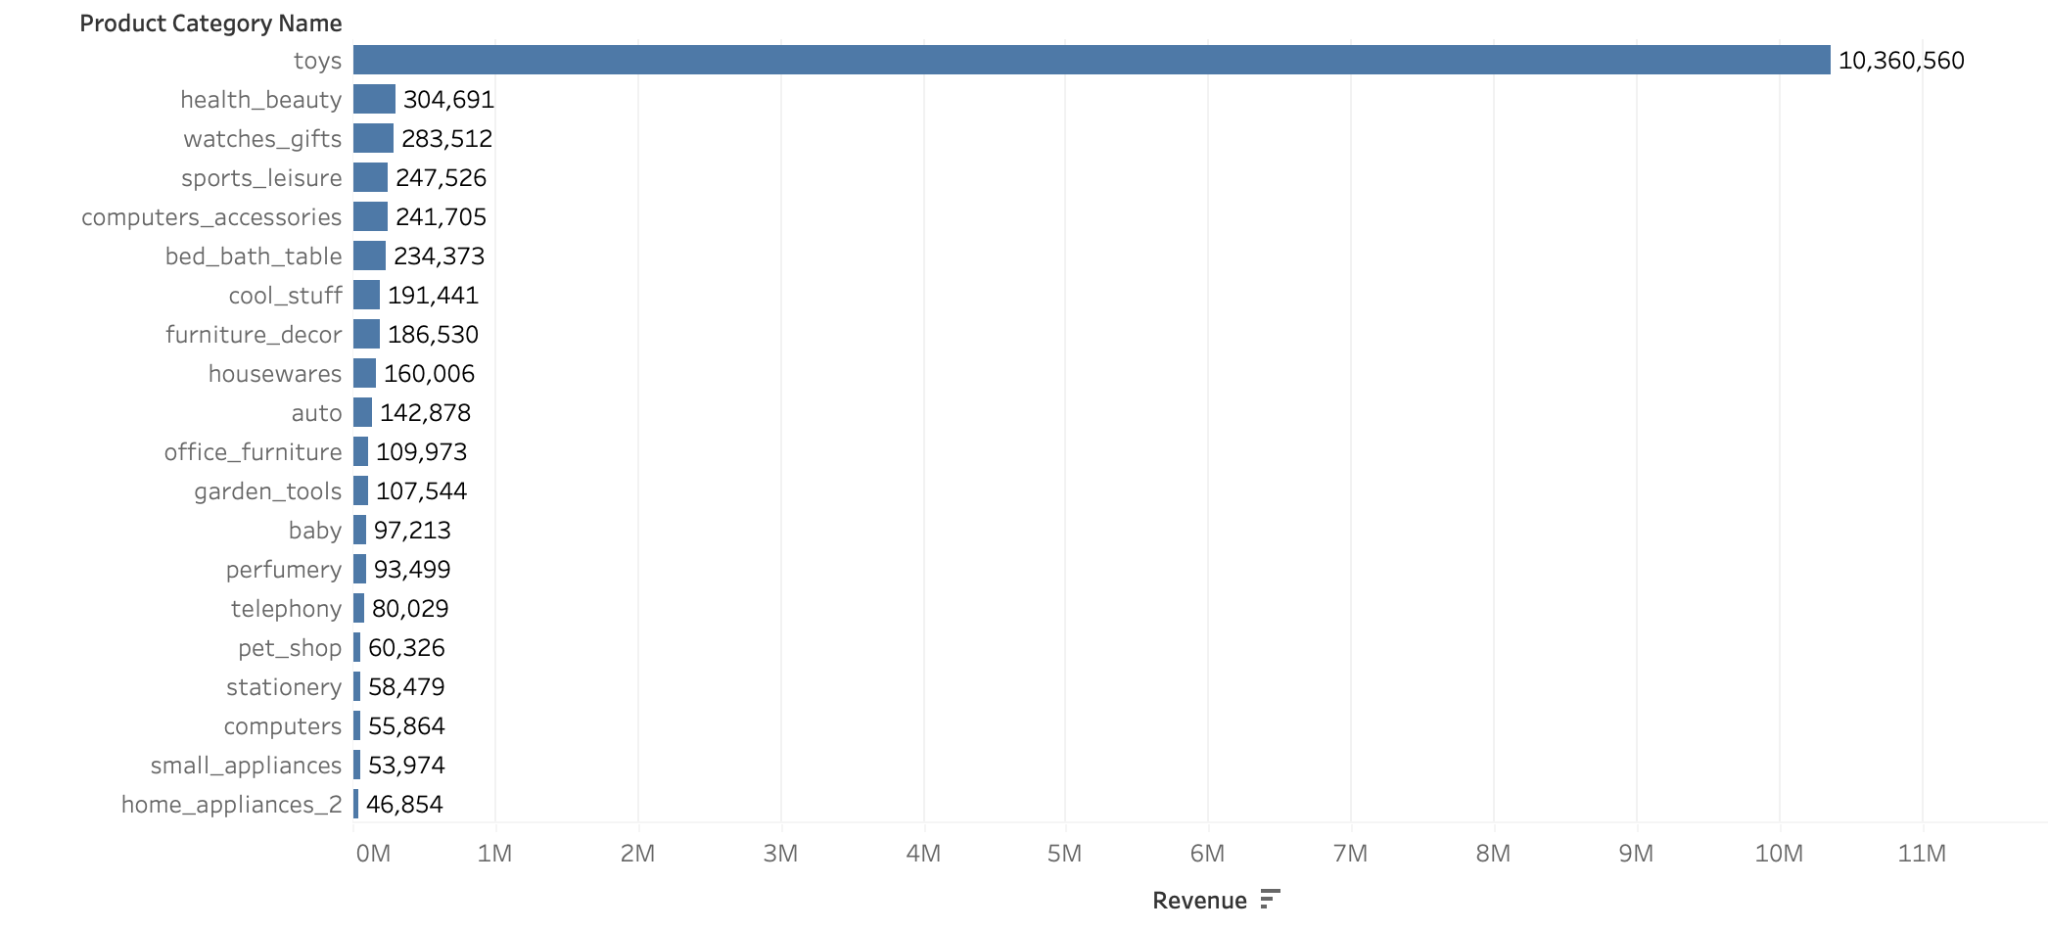 Product Category Name
toys 10,360,560
health_beauty 304,691
watches_gifts 283,512
sports_leisure 247,526
computers_accessories 241,705
bed_bath_table 234,373
cool_stuff 191,441
furniture_decor 186,530
housewares 160,006
auto 142,878
office_furniture 109,973
garden_tools 107,544
baby 97,213
perfumery 93,499
telephony 80,029
pet_shop 60,326
stationery 58,479
computers 55,864
small_appliances 53,974
home_appliances_2 46,854
0M 1M 2M 3M 4M 5M 6M 7M 8M 9M 10M 11M
Revenue